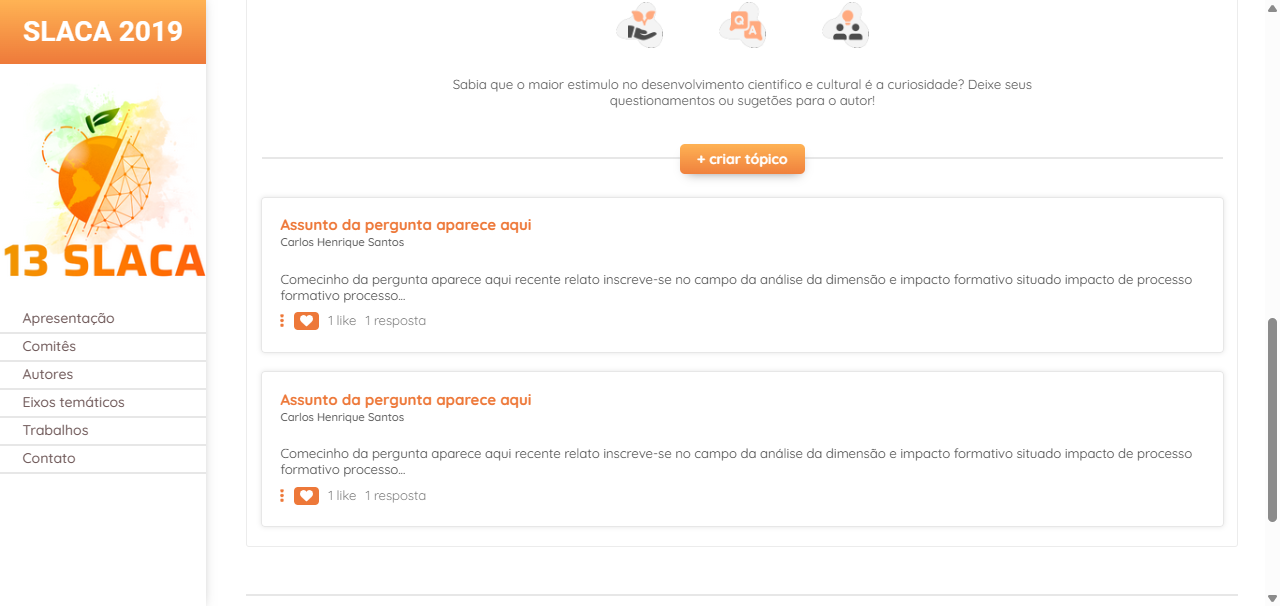 SLACA 2019
13 SLACA
Apresentação
Comitês
Autores
Eixos temáticos
Trabalhos
Contato
Q
A
Sabia que o maior estimulo no desenvolvimento cientifico e cultural é a curiosidade? Deixe seus
questionamentos ou sugetões para o autor!
+ criar tópico
Assunto da pergunta aparece aqui
Carlos Henrique Santos
Comecinho da pergunta aparece aqui recente relato inscreve-se no campo da análise da dimensão e impacto formativo situado impacto de processo
formativo processo...
1 like 1 resposta
Assunto da pergunta aparece aqui
Carlos Henrique Santos
Comecinho da pergunta aparece aqui recente relato inscreve-se no campo da análise da dimensão e impacto formativo situado impacto de processo
formativo processo...
1 like 1 resposta